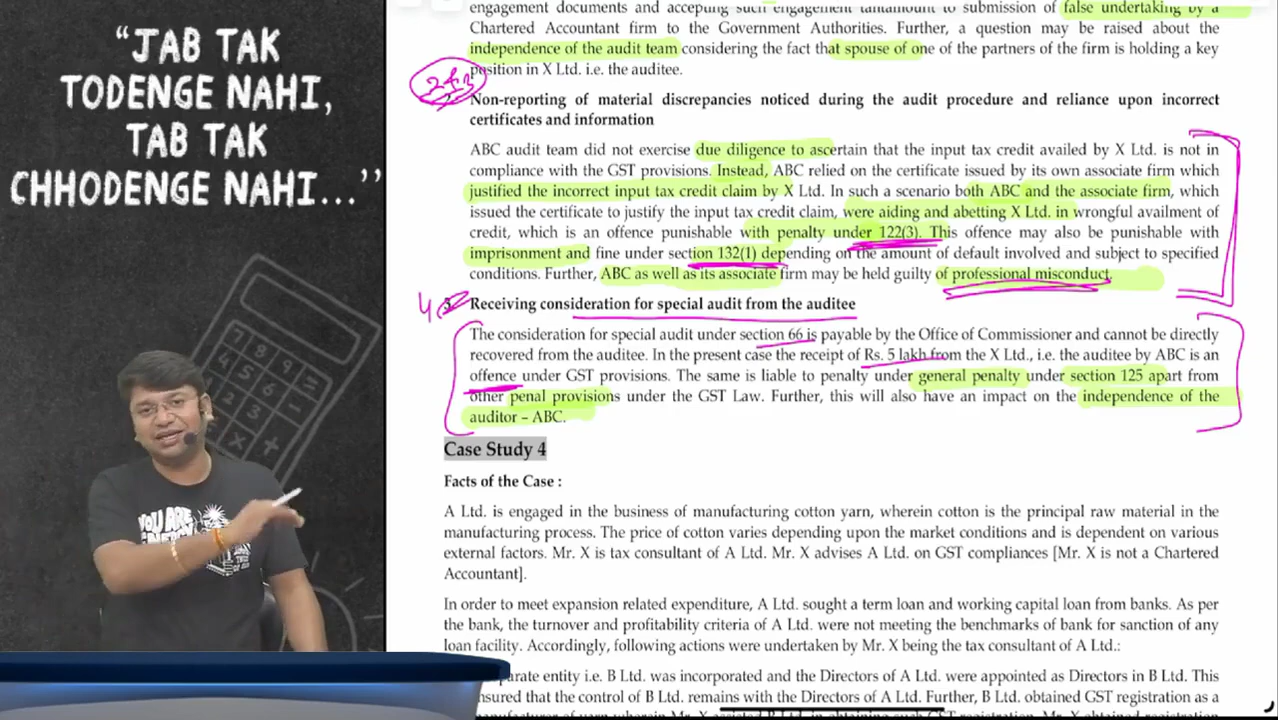 “JAB TAK
TODENGE NAHI,
TAB TAK
CHHODENGE NAHI...’’
YOU ARE
engagement documents and accepting such engagement tantamount to submission of false undertaking by a
Chartered Accountant firm to the Government Authorities. Further, a question may be raised about the
independence of the audit team considering the fact that spouse of one of the partners of the firm is holding a key
position in X Ltd. i.e. the auditee.
2&3
Non-reporting of material discrepancies noticed during the audit procedure and reliance upon incorrect
certificates and information
ABC audit team did not exercise due diligence to ascertain that the input tax credit availed by X Ltd. is not in
compliance with the GST provisions. Instead, ABC relied on the certificate issued by its own associate firm which
justified the incorrect input tax credit claim by X Ltd. In such a scenario both ABC and the associate firm, which
issued the certificate to justify the input tax credit claim, were aiding and abetting X Ltd. in wrongful availment of
credit, which is an offence punishable with penalty under 122(3). This offence may also be punishable with
imprisonment and fine under section 132(1) depending on the amount of default involved and subject to specified
conditions. Further, ABC as well as its associate firm may be held guilty of professional misconduct.
4 Receiving consideration for special audit from the auditee
The consideration for special audit under section 66 is payable by the Office of Commissioner and cannot be directly
recovered from the auditee. In the present case the receipt of Rs. 5 lakh from the X Ltd., i.e. the auditee by ABC is an
offence under GST provisions. The same is liable to penalty under general penalty under section 125 apart from
other penal provisions under the GST Law. Further, this will also have an impact on the independence of the
auditor – ABC.
Case Study 4
Facts of the Case :
A Ltd. is engaged in the business of manufacturing cotton yarn, wherein cotton is the principal raw material in the
manufacturing process. The price of cotton varies depending upon the market conditions and is dependent on various
external factors. Mr. X is tax consultant of A Ltd. Mr. X advises A Ltd. on GST compliances [Mr. X is not a Chartered
Accountant].
In order to meet expansion related expenditure, A Ltd. sought a term loan and working capital loan from banks. As per
the bank, the turnover and profitability criteria of A Ltd. were not meeting the benchmarks of bank for sanction of any
loan facility. Accordingly, following actions were undertaken by Mr. X being the tax consultant of A Ltd.:
entity i.e. B Ltd. was incorporated and the Directors of A Ltd. were appointed as Directors in B Ltd. This
that the control of B Ltd. remains with the Directors of A Ltd. Further, B Ltd. obtained GST registration as a